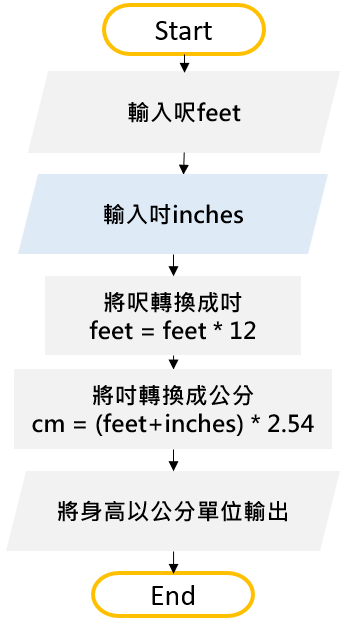 Start
輸入呎feet
輸入吋inches
將呎轉換成吋
feet = feet * 12
將吋轉換成公分
cm = (feet+inches) * 2.54
將身高以公分單位輸出
End